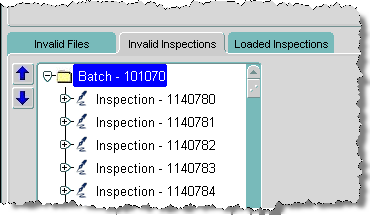 Invalid Files Invalid Inspections Loaded Inspections
Batch - 101070
Inspection - 1140780
Inspection - 1140781
Inspection - 1140782
Inspection - 1140783
Inspection - 1140784